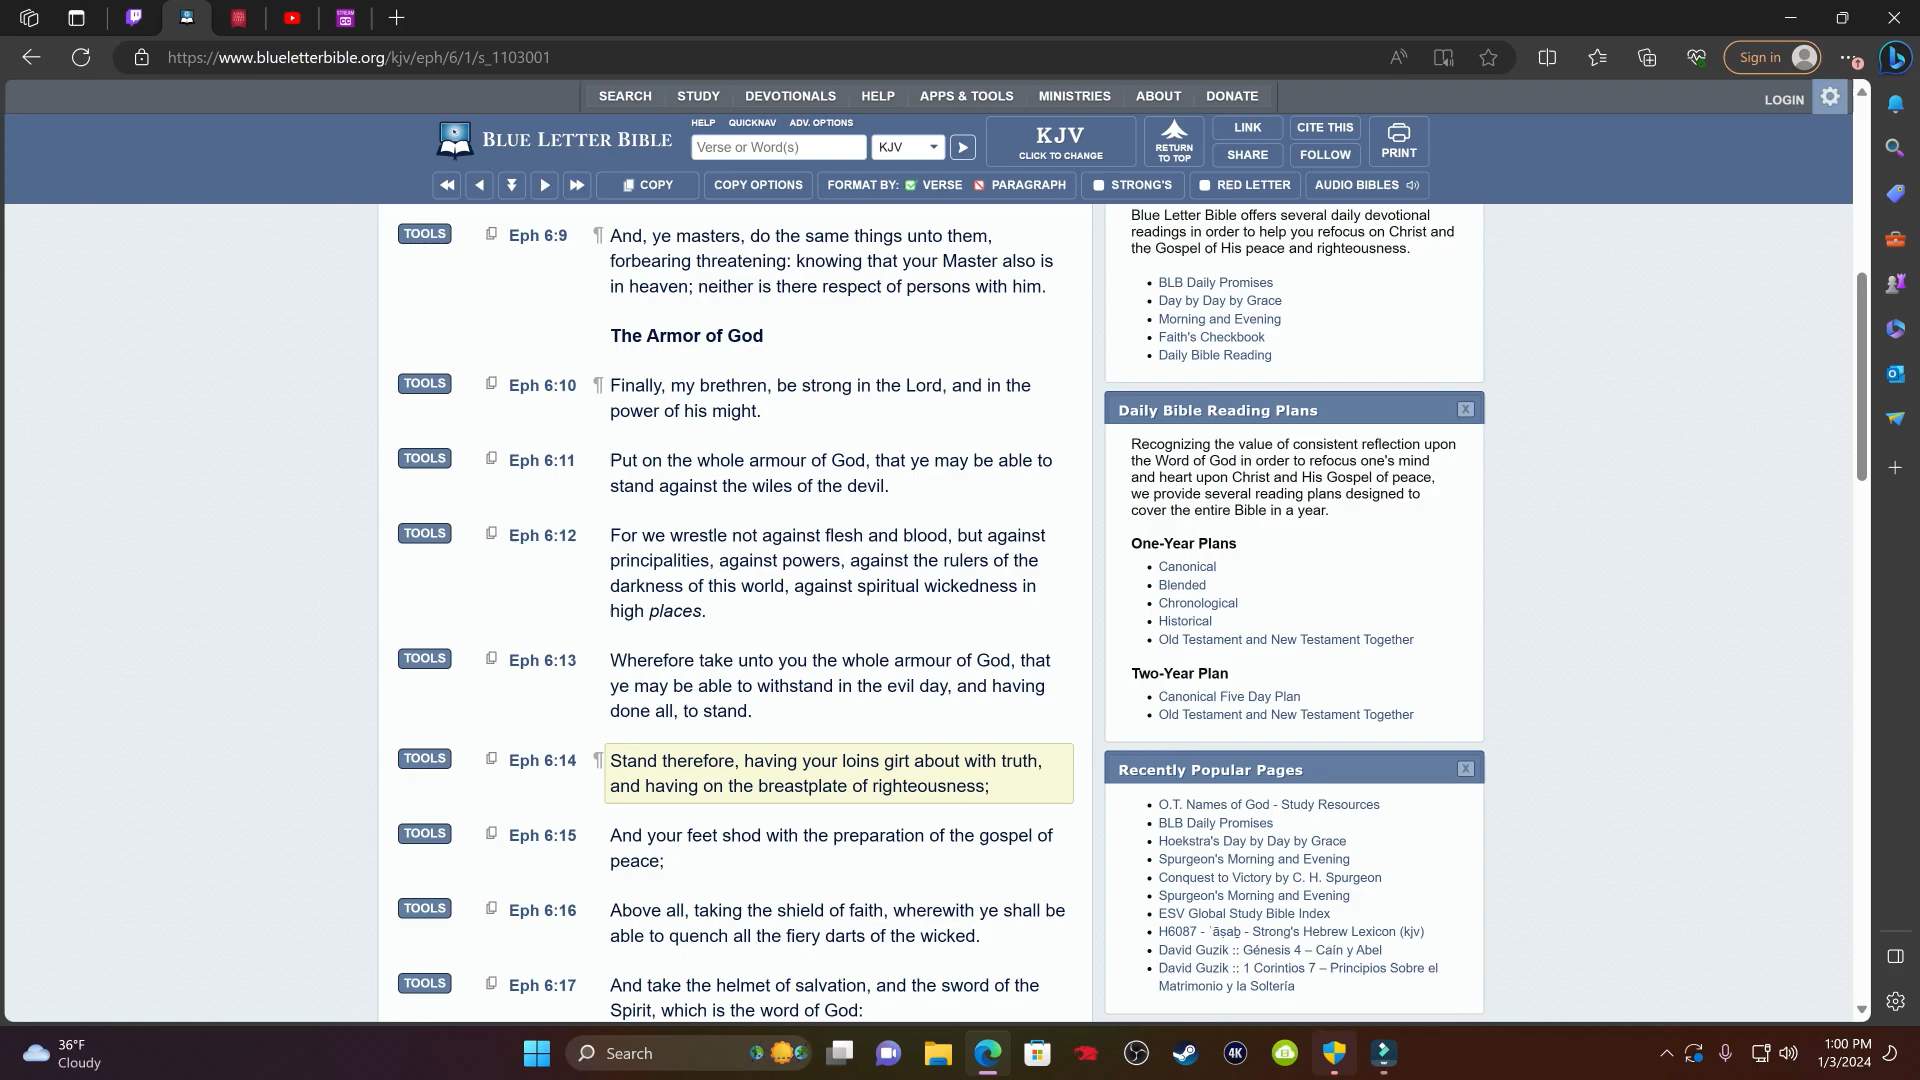 https://www.blueletterbible.org/kjv/eph/6/1/s_1103001
Sign in
SEARCH STUDY DEVOTIONALS HELP APPS & TOOLS MINISTRIES ABOUT DONATE
LOGIN
BLUE LETTER BIBLE
HELP QUICKNAV ADV. OPTIONS
Verse or Word(s)
KJV
KJV
CLICK TO CHANGE
RETURN
TO TOP
LINK
CITE THIS
SHARE
FOLLOW
PRINT
COPY
COPY OPTIONS
FORMAT BY: VERSE PARAGRAPH
STRONG'S
RED LETTER
AUDIO BIBLES
TOOLS Eph 6:9 ¶ And, ye masters, do the same things unto them,
forbearing threatening: knowing that your Master also is
in heaven; neither is there respect of persons with him.
The Armor of God
TOOLS Eph 6:10 ¶ Finally, my brethren, be strong in the Lord, and in the
power of his might.
TOOLS Eph 6:11 Put on the whole armour of God, that ye may be able to
stand against the wiles of the devil.
TOOLS Eph 6:12 For we wrestle not against flesh and blood, but against
principalities, against powers, against the rulers of the
darkness of this world, against spiritual wickedness in
high places.
TOOLS Eph 6:13 Wherefore take unto you the whole armour of God, that
ye may be able to withstand in the evil day, and having
done all, to stand.
TOOLS Eph 6:14 ¶ Stand therefore, having your loins girt about with truth,
and having on the breastplate of righteousness;
TOOLS Eph 6:15 And your feet shod with the preparation of the gospel of
peace;
TOOLS Eph 6:16 Above all, taking the shield of faith, wherewith ye shall be
able to quench all the fiery darts of the wicked.
TOOLS Eph 6:17 And take the helmet of salvation, and the sword of the
Spirit, which is the word of God:
Blue Letter Bible offers several daily devotional
readings in order to help you refocus on Christ and
the Gospel of His peace and righteousness.
• BLB Daily Promises
• Day by Day by Grace
• Morning and Evening
• Faith's Checkbook
• Daily Bible Reading
Daily Bible Reading Plans X
Recognizing the value of consistent reflection upon
the Word of God in order to refocus one's mind
and heart upon Christ and His Gospel of peace,
we provide several reading plans designed to
cover the entire Bible in a year.
One-Year Plans
• Canonical
• Blended
• Chronological
• Historical
• Old Testament and New Testament Together
Two-Year Plan
• Canonical Five Day Plan
• Old Testament and New Testament Together
Recently Popular Pages X
• O.T. Names of God - Study Resources
• BLB Daily Promises
• Hoekstra's Day by Day by Grace
• Spurgeon's Morning and Evening
• Conquest to Victory by C. H. Spurgeon
• Spurgeon's Morning and Evening
• ESV Global Study Bible Index
• H6087 - ʿāṣaḇ - Strong's Hebrew Lexicon (kjv)
• David Guzik :: Génesis 4 – Caín y Abel
• David Guzik :: 1 Corintios 7 – Principios Sobre el
Matrimonio y la Soltería
36°F
Cloudy
Search
4K
1:00 PM
1/3/2024